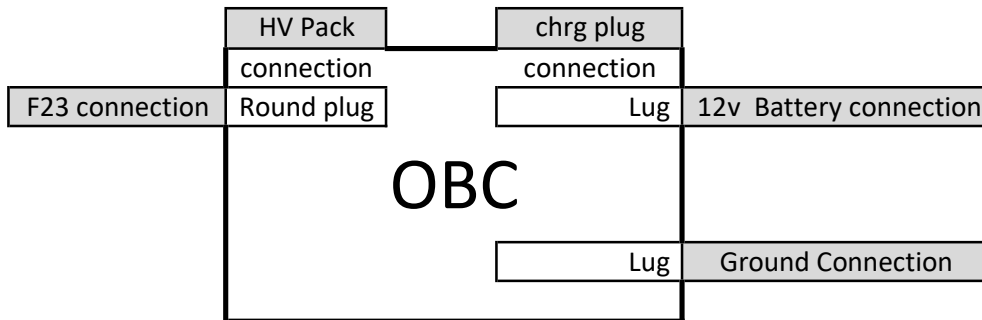 HV Pack chrg plug
connection connection
F23 connection Round plug Lug 12v  Battery connection
OBC
Lug Ground Connection